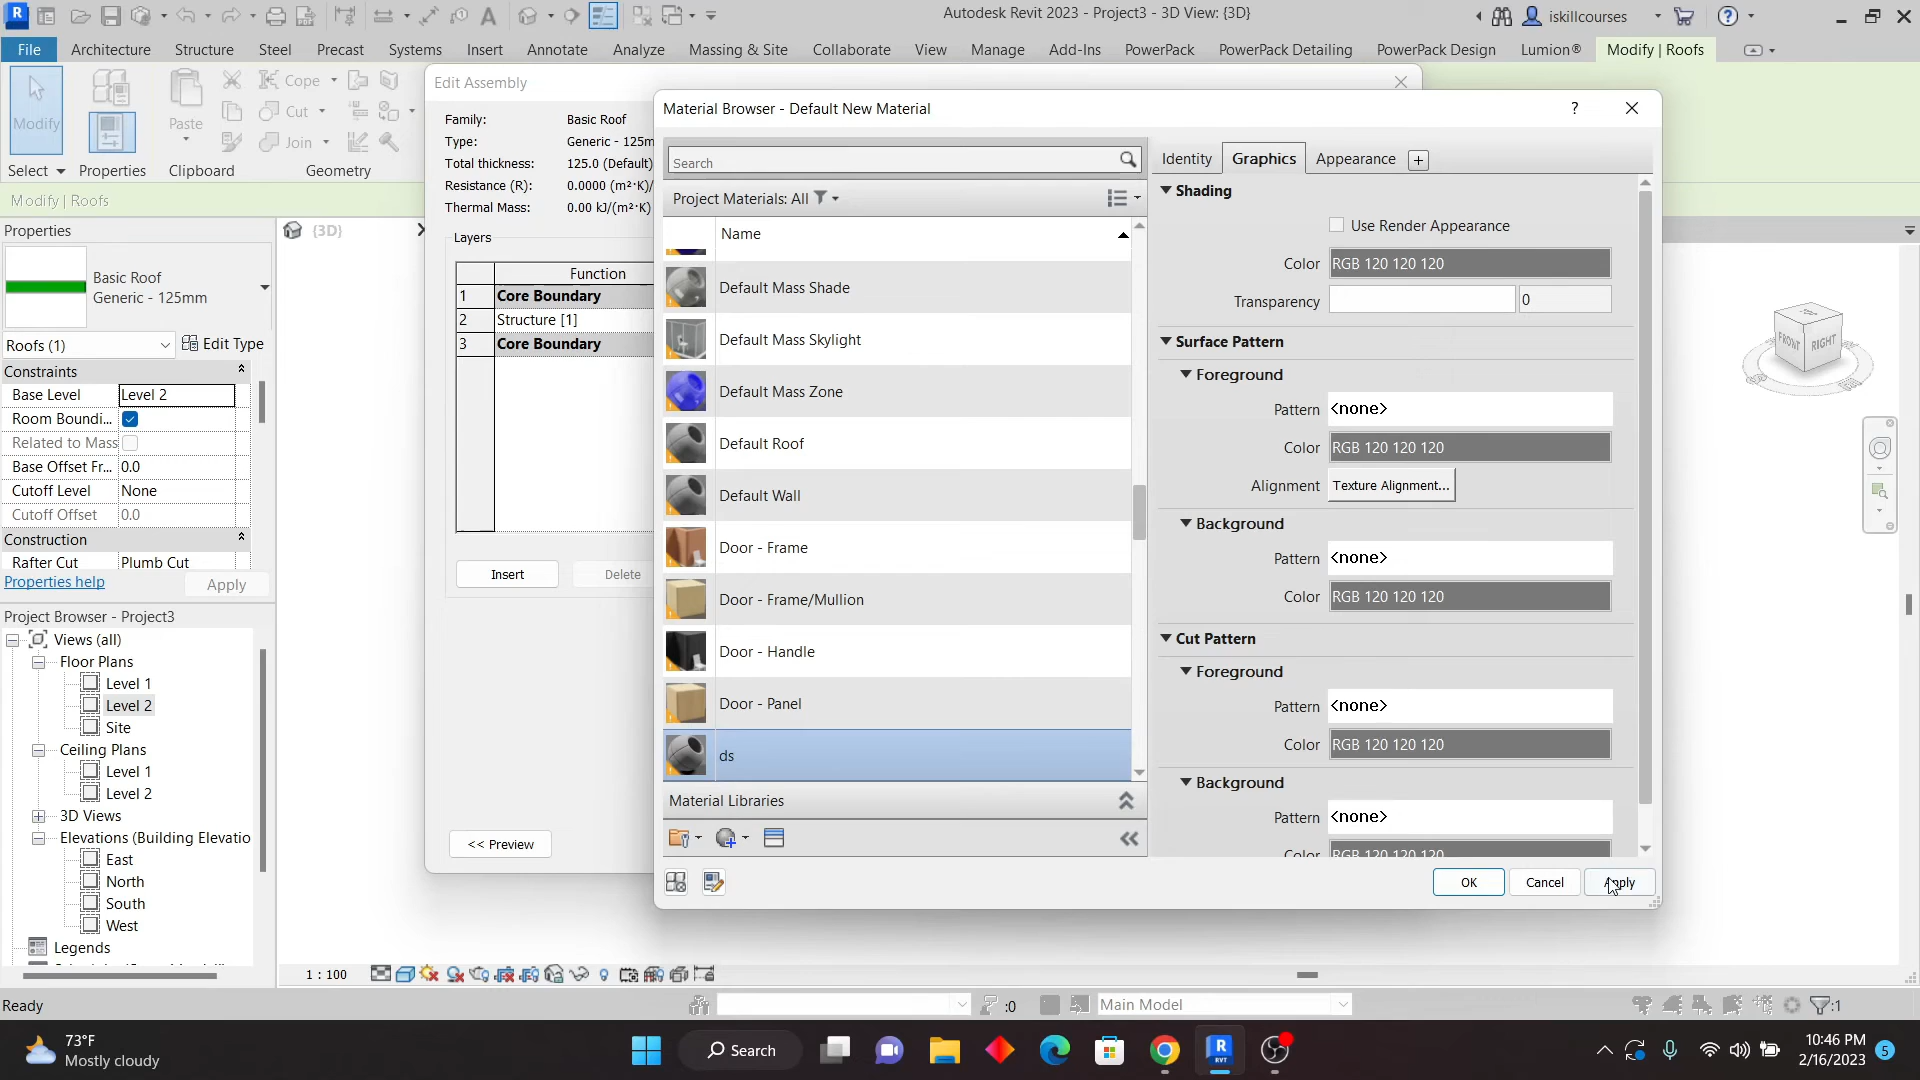 Autodesk Revit 2023 - Project3 - 3D View: {3D}
iskillcourses
File Architecture Structure Steel Precast Systems Insert Annotate Analyze Massing & Site Collaborate View Manage Add-Ins PowerPack PowerPack Detailing PowerPack Design Lumion® Modify | Roofs
Modify
Paste
Cope
Cut
Join
Select Properties Clipboard Geometry
Modify | Roofs
Properties
{3D}
Basic Roof
Generic - 125mm
Roofs (1)
Edit Type
Constraints
Base Level Level 2
Room Boundi...
Related to Mass
Base Offset Fr... 0.0
Cutoff Level None
Cutoff Offset 0.0
Construction
Rafter Cut Plumb Cut
Properties help
Apply
Project Browser - Project3
Views (all)
Floor Plans
Level 1
Level 2
Site
Ceiling Plans
Level 1
Level 2
3D Views
Elevations (Building Elevatio
East
North
South
West
Legends
Edit Assembly
Family: Basic Roof
Type: Generic - 125m
Total thickness: 125.0 (Default)
Resistance (R): 0.0000 (m²·K)/
Thermal Mass: 0.00 kJ/(m²·K)
Layers
Function
1 Core Boundary
2 Structure [1]
3 Core Boundary
Insert
Delete
<< Preview
Material Browser - Default New Material
?
Search
Project Materials: All
Name
Default Mass Shade
Default Mass Skylight
Default Mass Zone
Default Roof
Default Wall
Door - Frame
Door - Frame/Mullion
Door - Handle
Door - Panel
ds
Material Libraries
Identity Graphics Appearance
Shading
Use Render Appearance
Color RGB 120 120 120
Transparency 0
Surface Pattern
Foreground
Pattern <none>
Color RGB 120 120 120
Alignment Texture Alignment...
Background
Pattern <none>
Color RGB 120 120 120
Cut Pattern
Foreground
Pattern <none>
Color RGB 120 120 120
Background
Pattern <none>
Color RGB 120 120 120
OK Cancel Apply
TOP
FRONT
RIGHT
1 : 100
Ready
:0
Main Model
:1
73°F
Mostly cloudy
Search
R
RVT
10:46 PM
2/16/2023
5